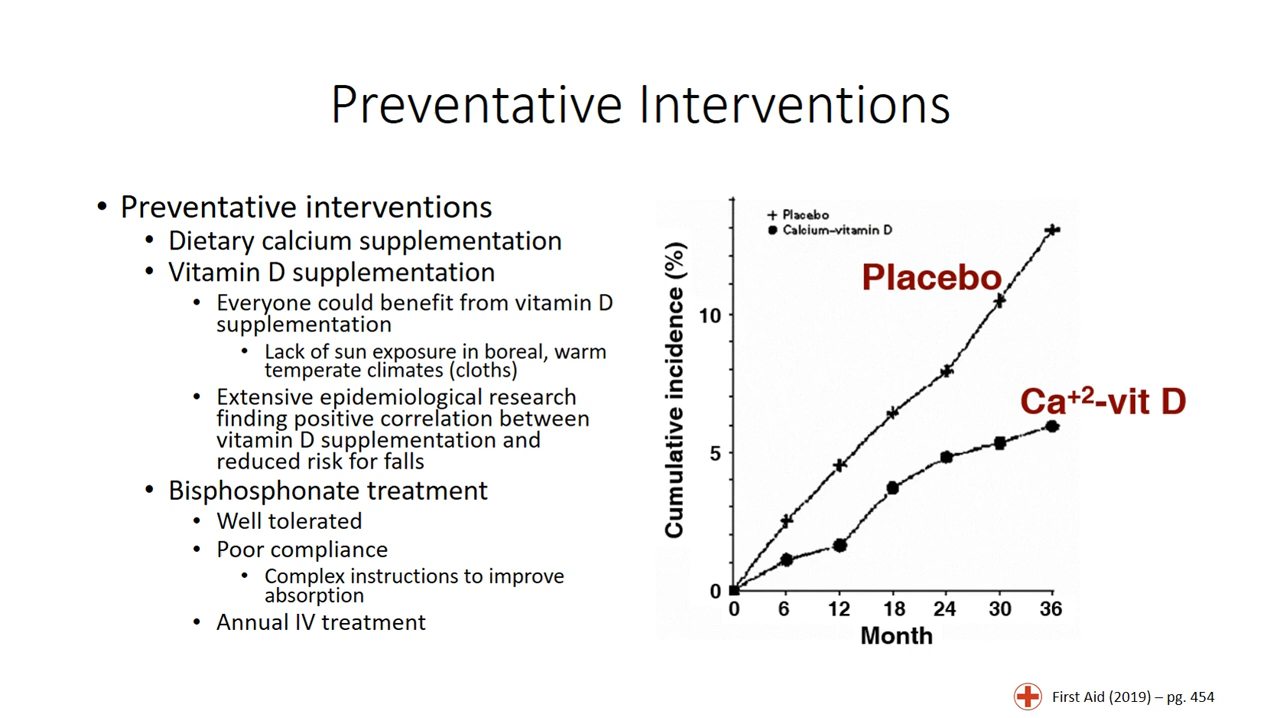 Preventative Interventions
• Preventative interventions
• Dietary calcium supplementation
• Vitamin D supplementation
• Everyone could benefit from vitamin D
supplementation
• Lack of sun exposure in boreal, warm
temperate climates (cloths)
• Extensive epidemiological research
finding positive correlation between
vitamin D supplementation and
reduced risk for falls
• Bisphosphonate treatment
• Well tolerated
• Poor compliance
• Complex instructions to improve
absorption
• Annual IV treatment
+ Placebo
● Calcium–vitamin D
Placebo
Ca⁺²-vit D
Cumulative incidence (%)
10
5
0
0 6 12 18 24 30 36
Month
First Aid (2019) – pg. 454